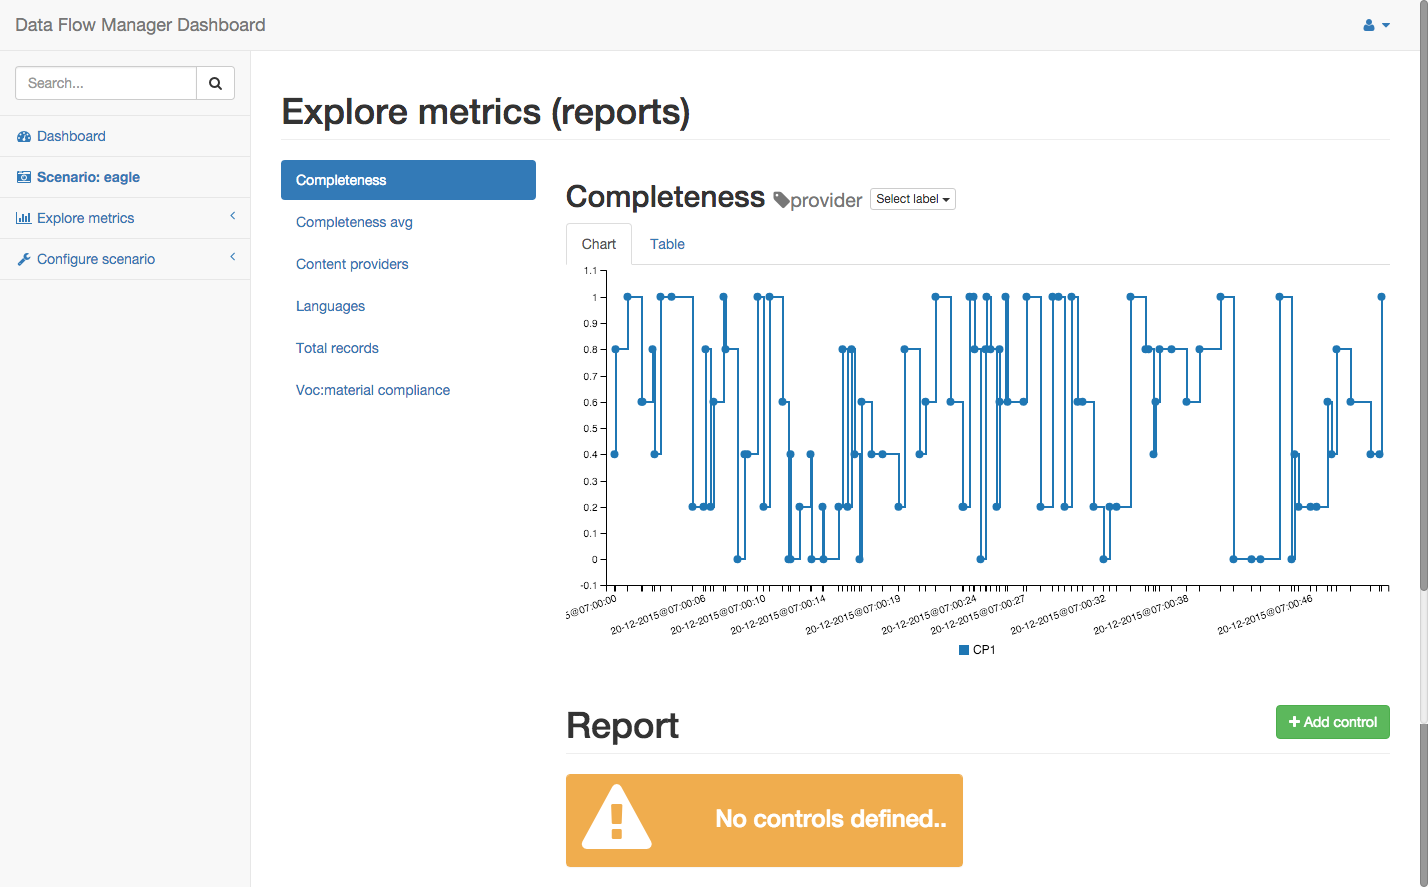 Data Flow Manager Dashboard
Search...
Dashboard
Scenario: eagle
Explore metrics
Configure scenario
Explore metrics (reports)
Completeness
Completeness avg
Content providers
Languages
Total records
Voc:material compliance
Completeness provider Select label
Chart Table
1.1
1
0.9
0.8
0.7
0.6
0.5
0.4
0.3
0.2
0.1
0
-0.1
5@07:00:00
20-12-2015@07:00:06
20-12-2015@07:00:10
20-12-2015@07:00:14
20-12-2015@07:00:19
20-12-2015@07:00:24
20-12-2015@07:00:27
20-12-2015@07:00:32
20-12-2015@07:00:38
20-12-2015@07:00:46
CP1
Report
Add control
No controls defined..